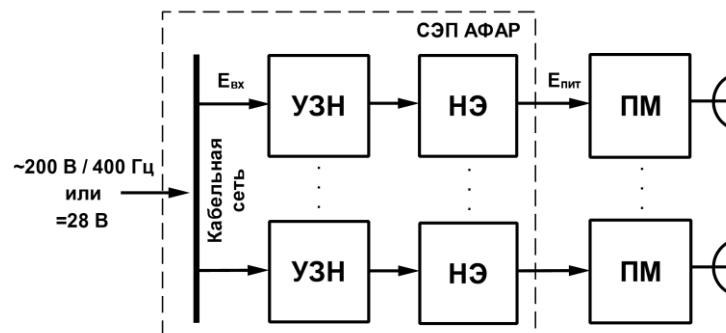 СЭП АФАР
Eвх
УЗН
НЭ
Eпит
ПМ
~200 В / 400 Гц
или
=28 В
Кабельная
сеть
УЗН
НЭ
ПМ